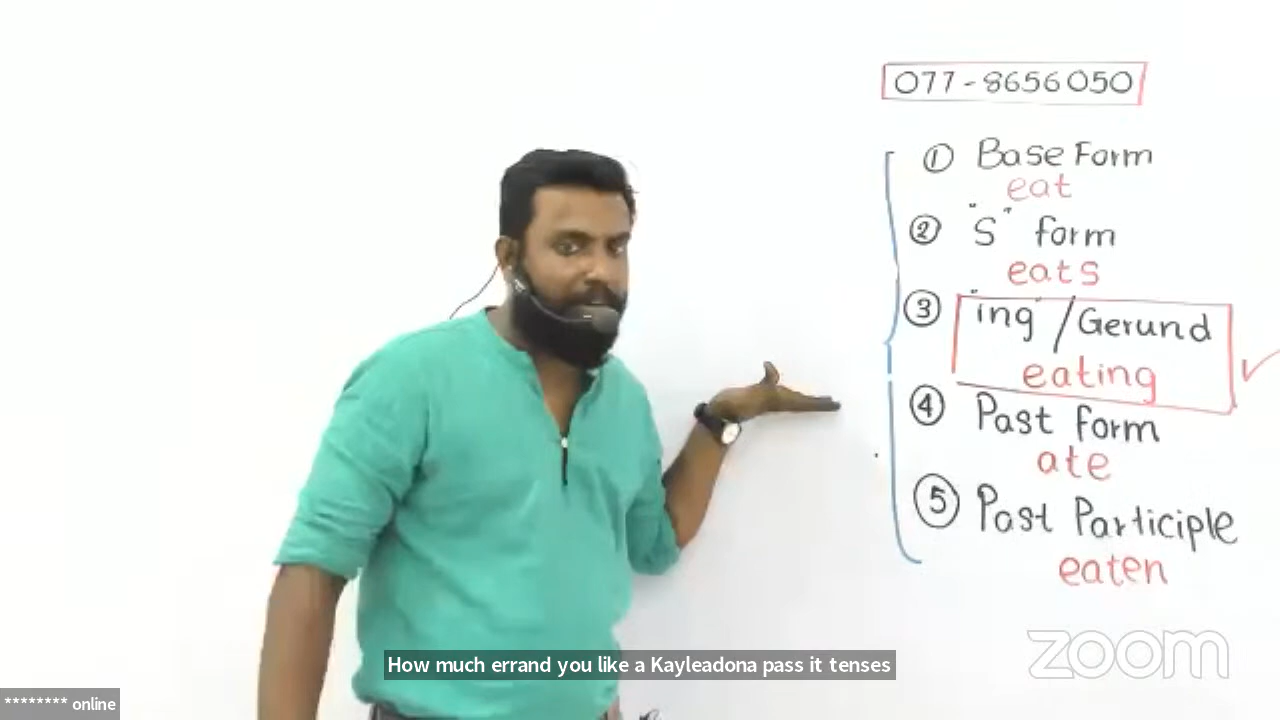 077-8656050
① Base Form
eat
② "S" form
eats
③ "ing" / Gerund
eating
④ Past form
ate
⑤ Past Participle
eaten
zoom
How much errand you like a Kayleadona pass it tenses
******** online